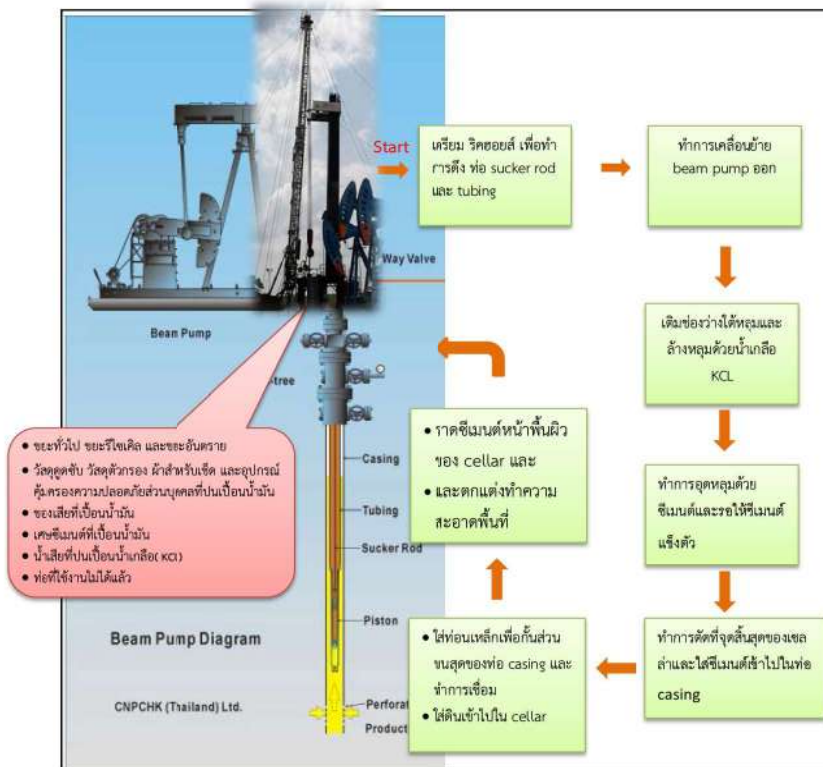 Start
เตรียม ริคฮอยส์ เพื่อทำ
การดึง ท่อ sucker rod
และ tubing
ทำการเคลื่อนย้าย
beam pump ออก
เติมช่องว่างใต้หลุมและ
ล้างหลุมด้วยน้ำเกลือ
KCL
ทำการอุดหลุมด้วย
ซีเมนต์และรอให้ซีเมนต์
แข็งตัว
ทำการตัดที่จุดสิ้นสุดของเซล
ล่าและใส่ซีเมนต์เข้าไปในท่อ
casing
• ใส่ท่อนเหล็กเพื่อกั้นส่วน
บนสุดของท่อ casing และ
ทำการเชื่อม
• ใส่ดินเข้าไปใน cellar
• ราดซีเมนต์หน้าพื้นผิว
ของ cellar และ
• และตกแต่งทำความ
สะอาดพื้นที่
• ขยะทั่วไป ขยะรีไซเคิล และขยะอันตราย
• วัสดุดูดซับ วัสดุตัวกรอง ผ้าสำหรับเช็ด และอุปกรณ์
คุ้มครองความปลอดภัยส่วนบุคคลที่ปนเปื้อนน้ำมัน
• ของเสียที่เปื้อนน้ำมัน
• เศษซีเมนต์ที่เปื้อนน้ำมัน
• น้ำเสียที่ปนเปื้อนน้ำเกลือ( KCl)
• ท่อที่ใช้งานไม่ได้แล้ว
Way Valve
Beam Pump
-tree
Casing
Tubing
Sucker Rod
Piston
Beam Pump Diagram
CNPCHK (Thailand) Ltd.
Perforat
Product